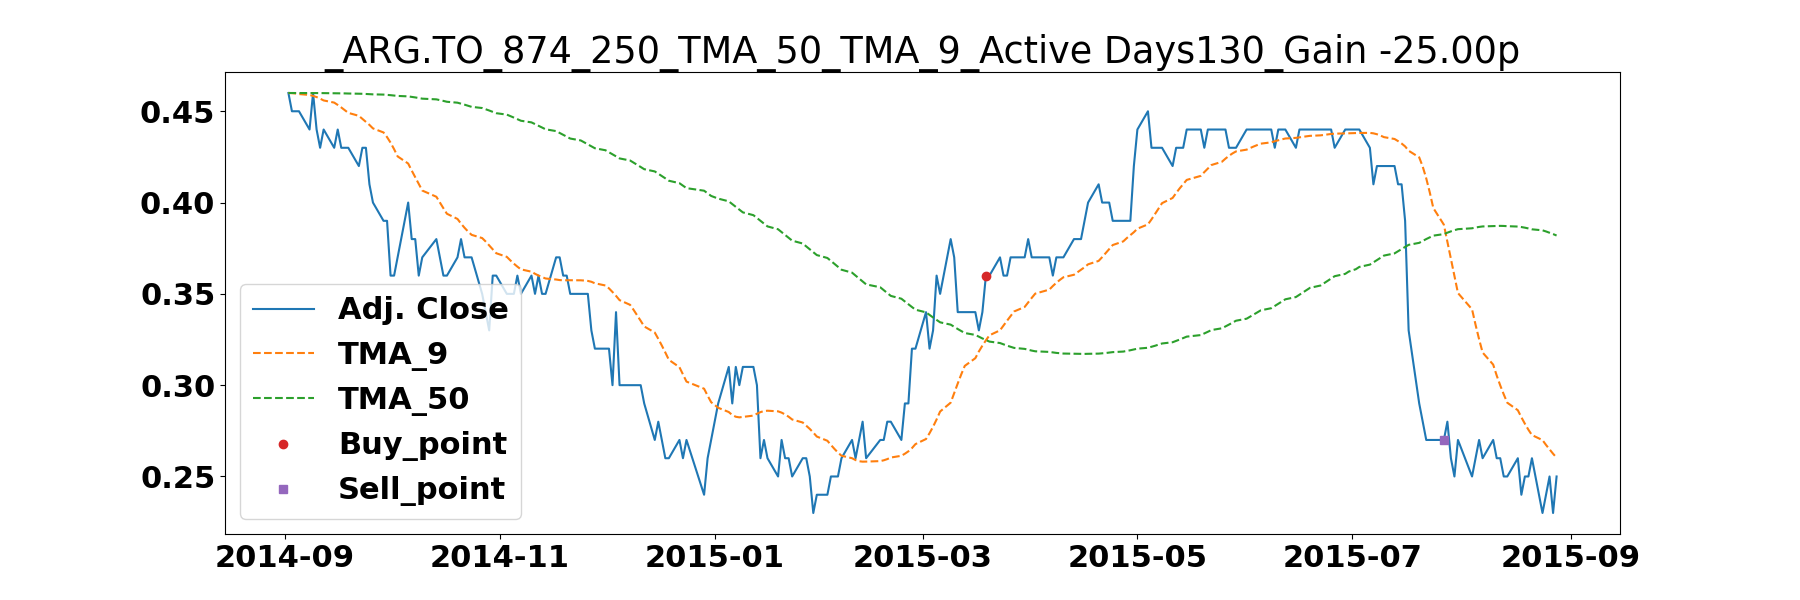 _ARG.TO_874_250_TMA_50_TMA_9_Active Days130_Gain -25.00p
0.45
0.40
0.35
0.30
0.25
Adj. Close
TMA_9
TMA_50
Buy_point
Sell_point
2014-09 2014-11 2015-01 2015-03 2015-05 2015-07 2015-09